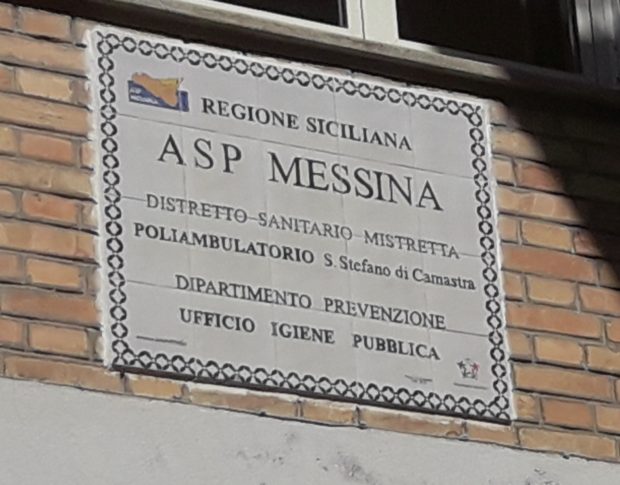 REGIONE SICILIANA
ASP MESSINA
DISTRETTO SANITARIO MISTRETTA
POLIAMBULATORIO S. Stefano di Camastra
DIPARTIMENTO PREVENZIONE
UFFICIO IGIENE PUBBLICA